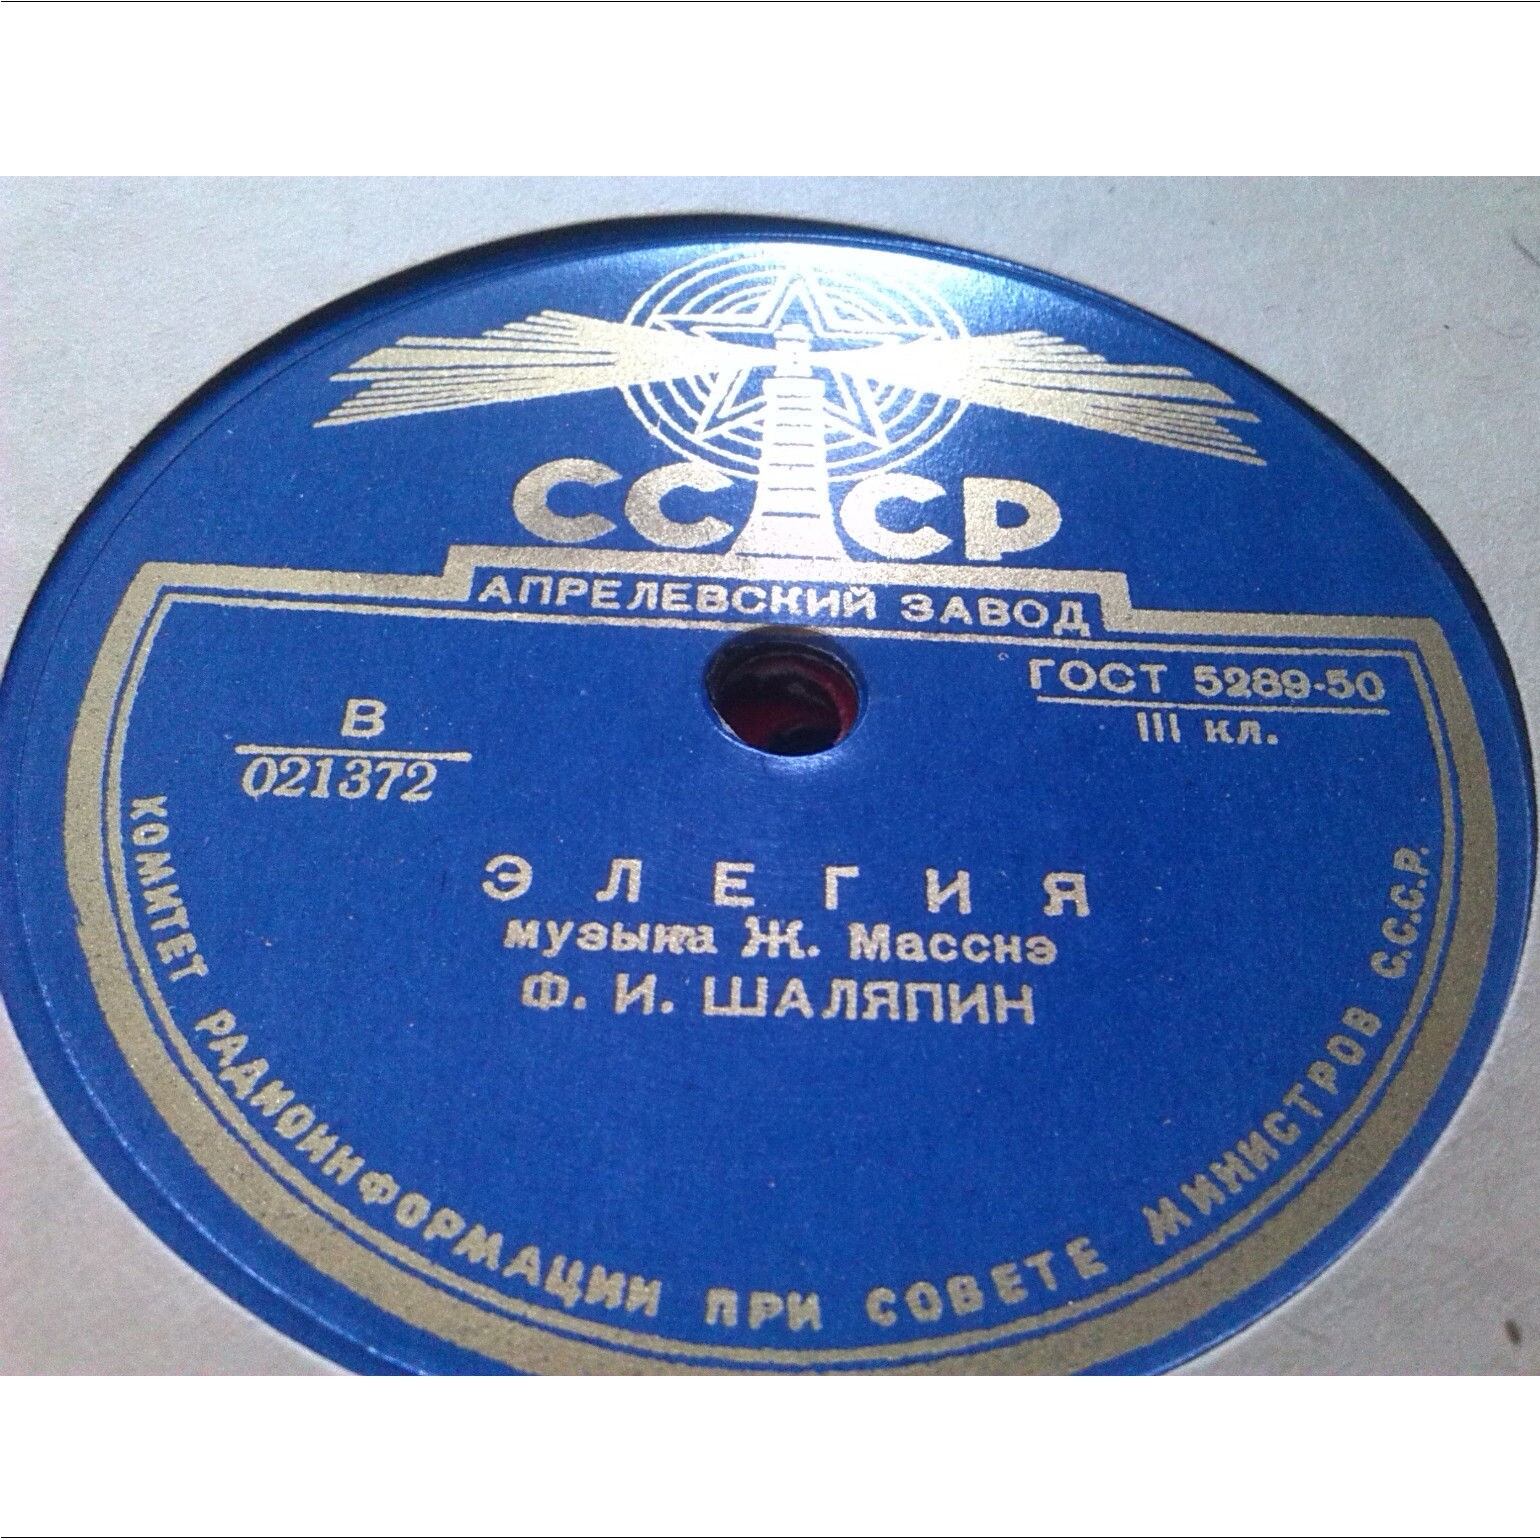 СССР
АПРЕЛЕВСКИЙ ЗАВОД
ГОСТ 5289-50
III кл.
В
021372
ЭЛЕГИЯ
музыка Ж. Масснэ
Ф. И. ШАЛЯПИН
КОМИТЕТ РАДИОИНФОРМАЦИИ ПРИ СОВЕТЕ МИНИСТРОВ С.С.С.Р.